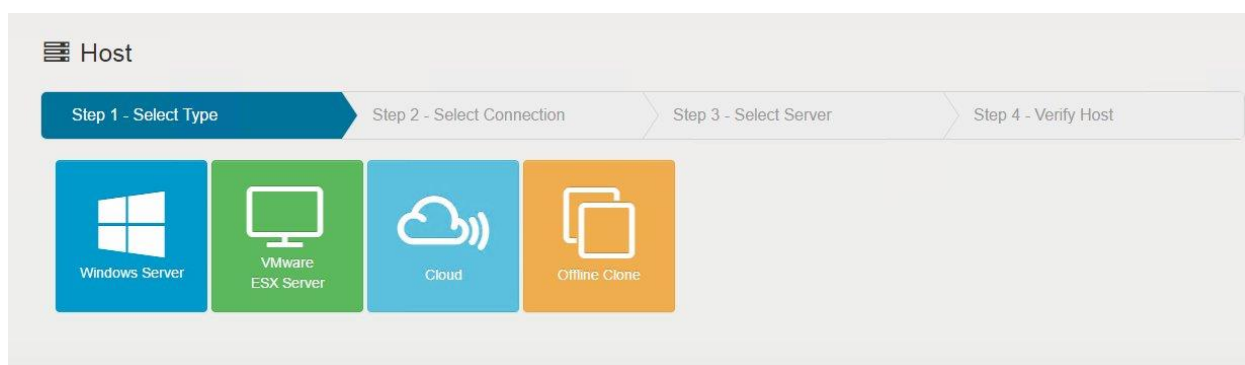 Host
Step 1 - Select Type
Step 2 - Select Connection
Step 3 - Select Server
Step 4 - Verify Host
Windows Server
VMware
ESX Server
Cloud
Offline Clone